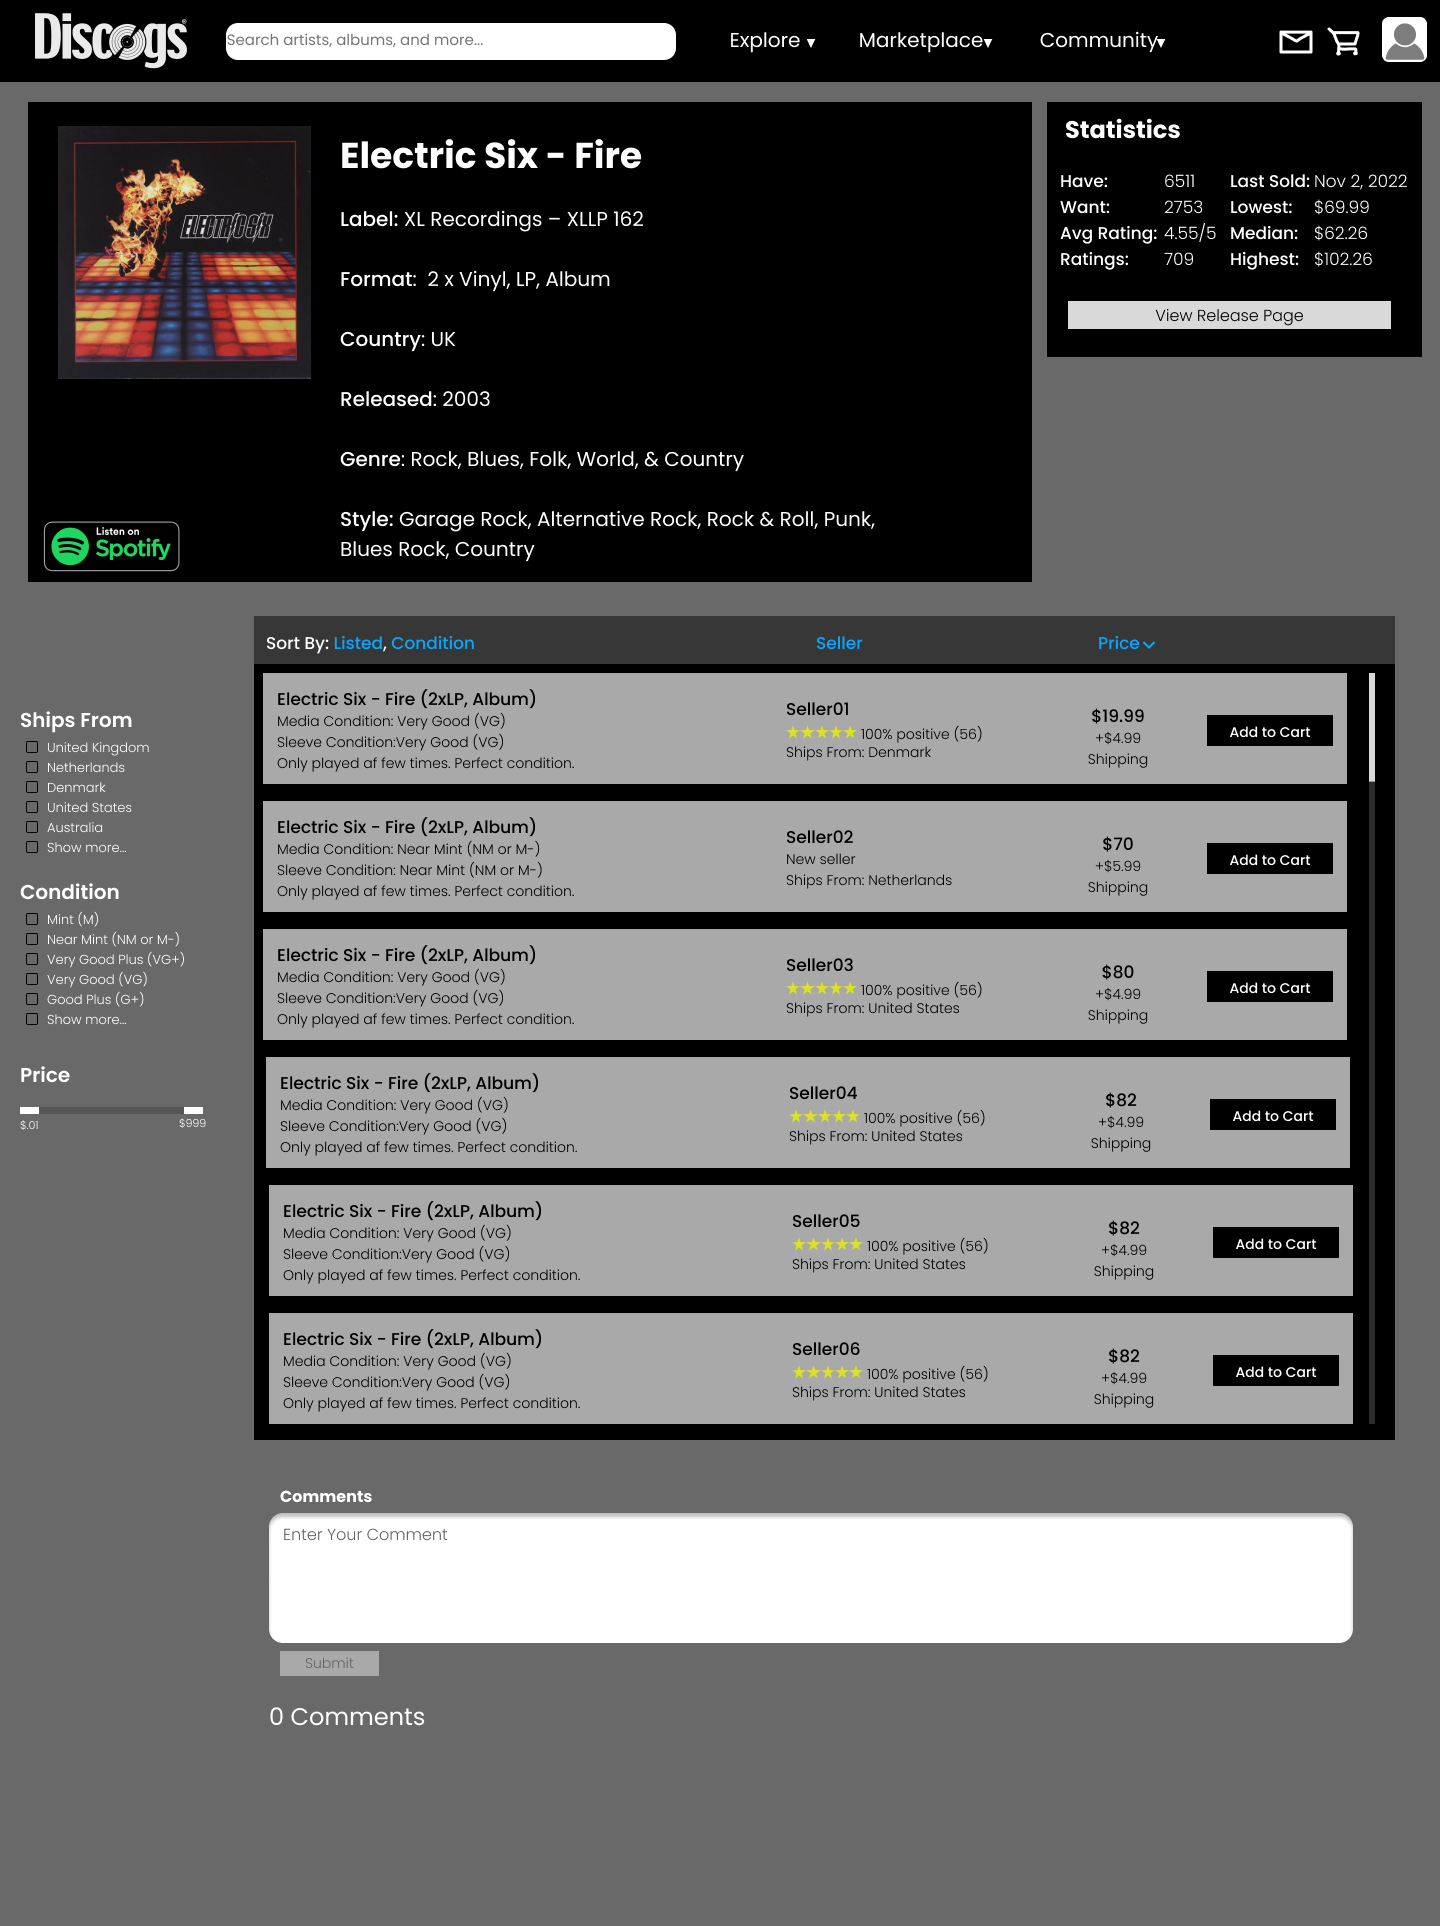 Discogs
Search artists, albums, and more...
Explore ▼
Marketplace▼
Community▼
ELECTRIC SIX
Electric Six - Fire
Label: XL Recordings – XLLP 162
Format:  2 x Vinyl, LP, Album
Country: UK
Released: 2003
Genre: Rock, Blues, Folk, World, & Country
Style: Garage Rock, Alternative Rock, Rock & Roll, Punk,
Blues Rock, Country
Listen on
Spotify
Statistics
Have: 6511 Last Sold: Nov 2, 2022
Want: 2753 Lowest: $69.99
Avg Rating: 4.55/5 Median: $62.26
Ratings: 709 Highest: $102.26
View Release Page
Ships From
United Kingdom
Netherlands
Denmark
United States
Australia
Show more...
Condition
Mint (M)
Near Mint (NM or M-)
Very Good Plus (VG+)
Very Good (VG)
Good Plus (G+)
Show more...
Price
$.01 $999
Sort By: Listed, Condition Seller Price
Electric Six - Fire (2xLP, Album)
Media Condition: Very Good (VG)
Sleeve Condition:Very Good (VG)
Only played af few times. Perfect condition.
Seller01
★★★★★ 100% positive (56)
Ships From: Denmark
$19.99
+$4.99
Shipping
Add to Cart
Electric Six - Fire (2xLP, Album)
Media Condition: Near Mint (NM or M-)
Sleeve Condition: Near Mint (NM or M-)
Only played af few times. Perfect condition.
Seller02
New seller
Ships From: Netherlands
$70
+$5.99
Shipping
Add to Cart
Electric Six - Fire (2xLP, Album)
Media Condition: Very Good (VG)
Sleeve Condition:Very Good (VG)
Only played af few times. Perfect condition.
Seller03
★★★★★ 100% positive (56)
Ships From: United States
$80
+$4.99
Shipping
Add to Cart
Electric Six - Fire (2xLP, Album)
Media Condition: Very Good (VG)
Sleeve Condition:Very Good (VG)
Only played af few times. Perfect condition.
Seller04
★★★★★ 100% positive (56)
Ships From: United States
$82
+$4.99
Shipping
Add to Cart
Electric Six - Fire (2xLP, Album)
Media Condition: Very Good (VG)
Sleeve Condition:Very Good (VG)
Only played af few times. Perfect condition.
Seller05
★★★★★ 100% positive (56)
Ships From: United States
$82
+$4.99
Shipping
Add to Cart
Electric Six - Fire (2xLP, Album)
Media Condition: Very Good (VG)
Sleeve Condition:Very Good (VG)
Only played af few times. Perfect condition.
Seller06
★★★★★ 100% positive (56)
Ships From: United States
$82
+$4.99
Shipping
Add to Cart
Comments
Enter Your Comment
Submit
0 Comments